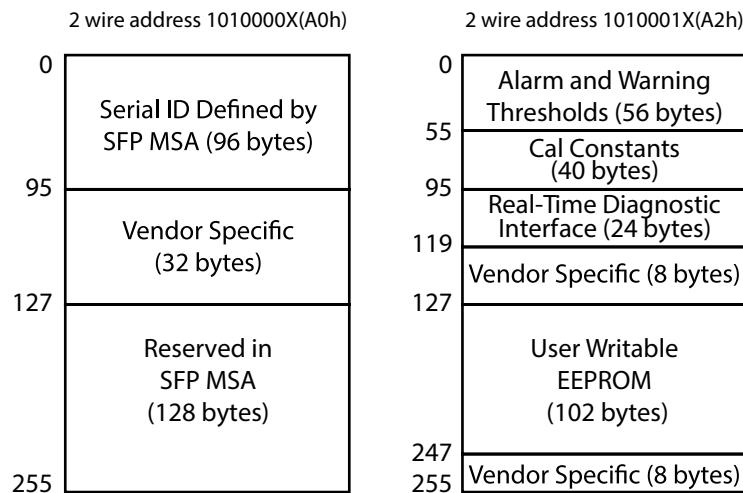 2 wire address 1010000X(A0h)
0
Serial ID Defined by
SFP MSA (96 bytes)
95
Vendor Specific
(32 bytes)
127
Reserved in
SFP MSA
(128 bytes)
255
2 wire address 1010001X(A2h)
0
Alarm and Warning
Thresholds (56 bytes)
55
Cal Constants
(40 bytes)
95
Real-Time Diagnostic
Interface (24 bytes)
119
Vendor Specific (8 bytes)
127
User Writable
EEPROM
(102 bytes)
247
Vendor Specific (8 bytes)
255